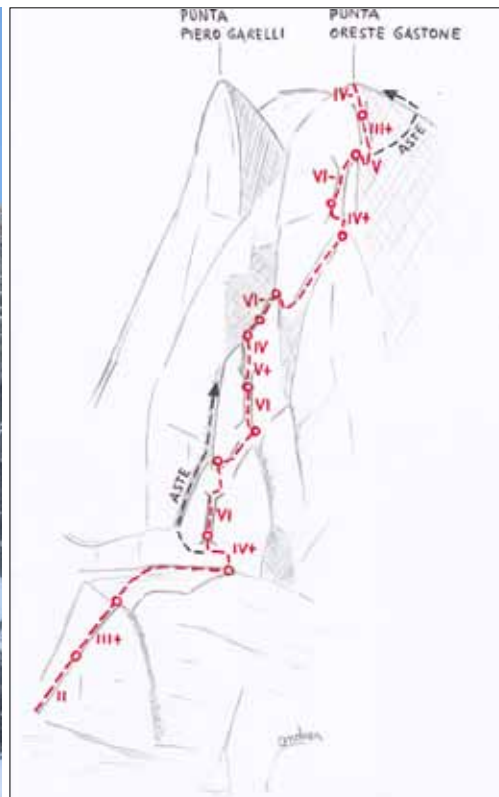 PUNTA
PIERO GARELLI
PUNTA
ORESTE GASTONE
IV-
III+
ASTE
V
VI-
IV+
VI-
IV
V+
VI
ASTE
VI
IV+
III+
II
andrea